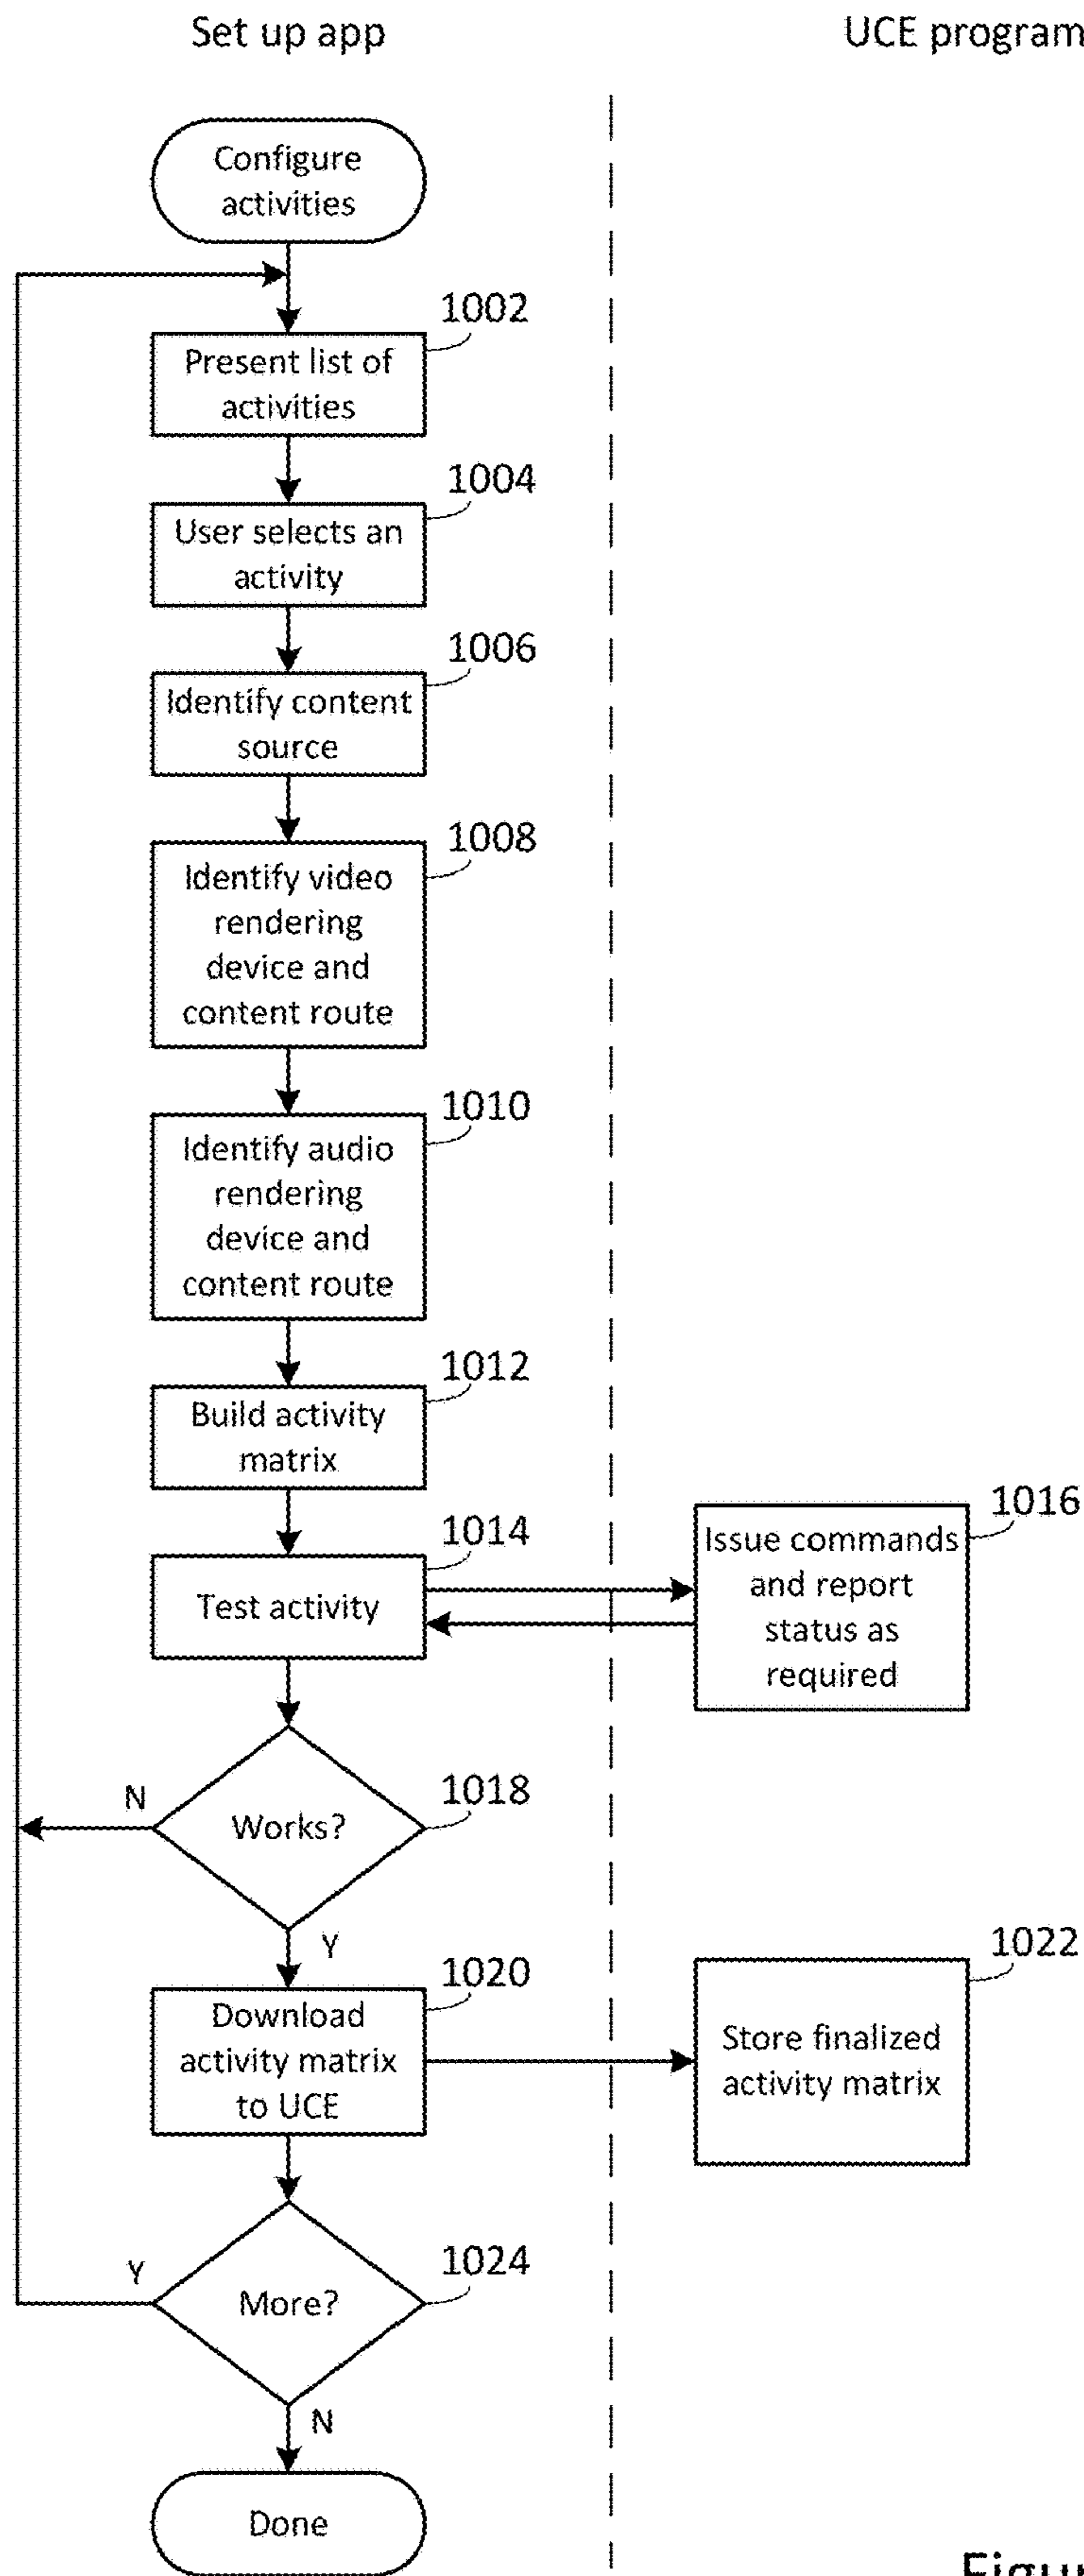 Set up app
UCE program
Configure
activities
1002
Present list of
activities
1004
User selects an
activity
1006
Identify content
source
1008
Identify video
rendering
device and
content route
1010
Identify audio
rendering
device and
content route
1012
Build activity
matrix
1014
Test activity
1016
Issue commands
and report
status as
required
N
Works?
1018
Y
1020
Download
activity matrix
to UCE
1022
Store finalized
activity matrix
Y
More?
1024
N
Done